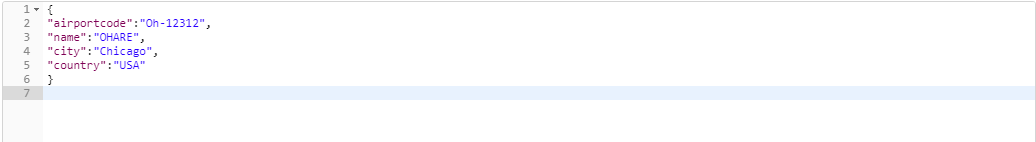 1 {
2 "airportcode":"Oh-12312",
3 "name":"OHARE",
4 "city":"Chicago",
5 "country":"USA"
6 }
7